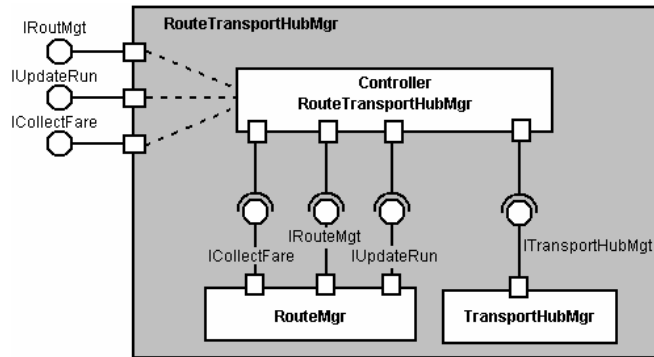 RouteTransportHubMgr
IRoutMgt
IUpdateRun
ICollectFare
Controller
RouteTransportHubMgr
ICollectFare
IRouteMgt
IUpdateRun
ITransportHubMgt
RouteMgr
TransportHubMgr